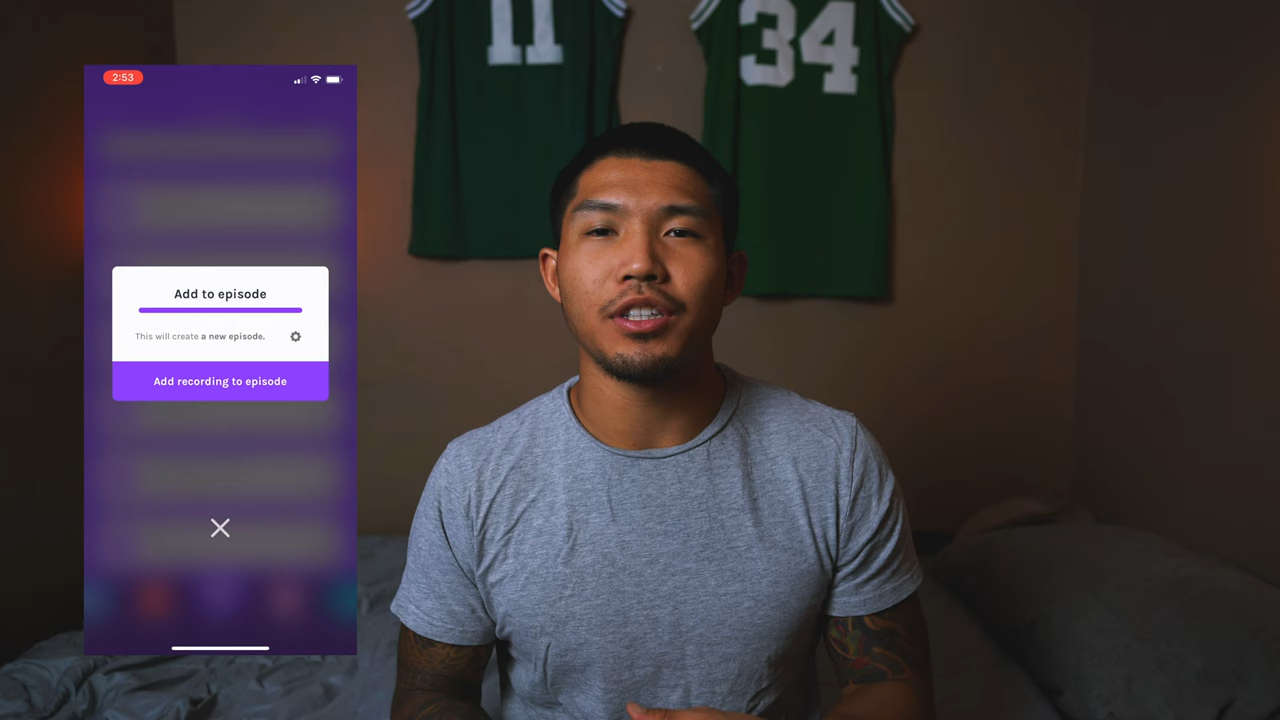 11
34
2:53
Add to episode
This will create a new episode.
Add recording to episode